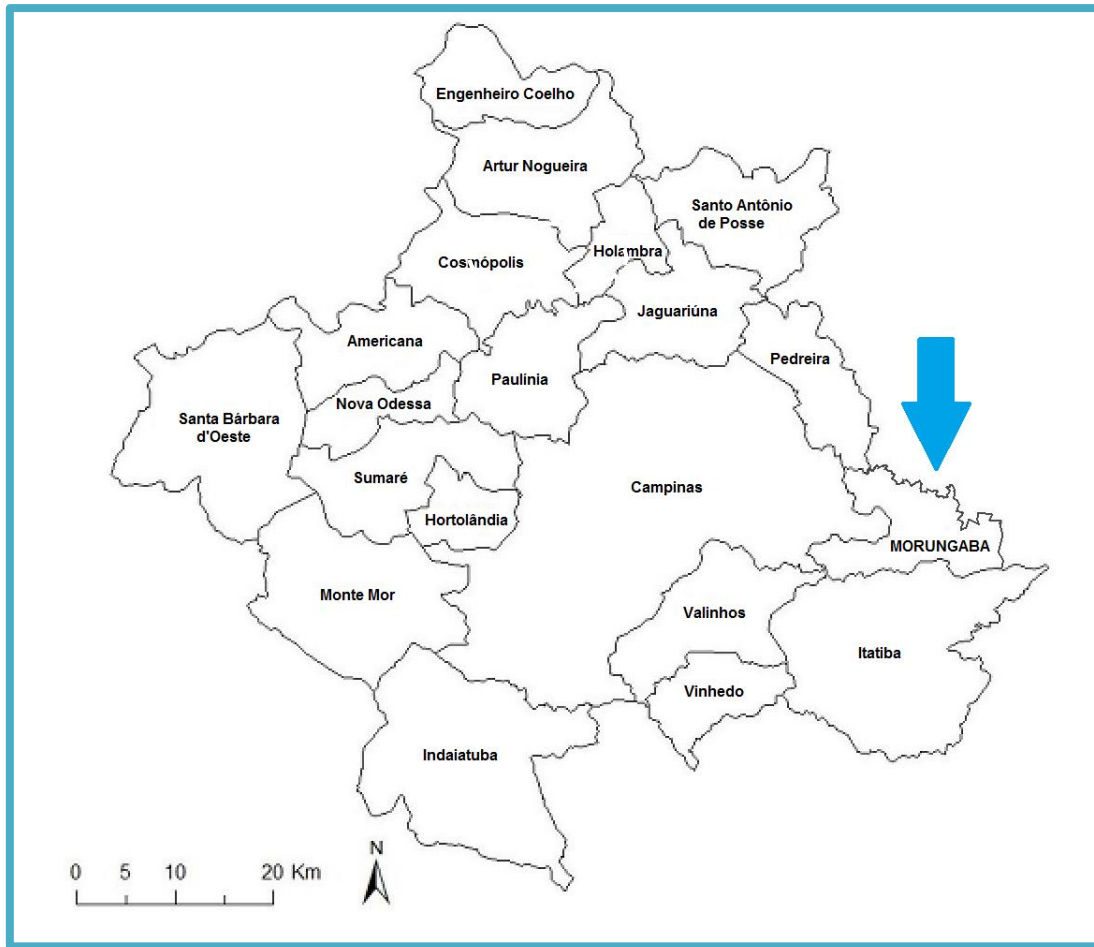 Engenheiro Coelho
Artur Nogueira
Santo Antônio
de Posse
Holambra
Cosmópolis
Jaguariúna
Americana
Pedreira
Paulínia
Nova Odessa
Santa Bárbara
d'Oeste
Sumaré
Campinas
Hortolândia
MORUNGABA
Monte Mor
Valinhos
Itatiba
Vinhedo
Indaiatuba
N
0 5 10 20 Km